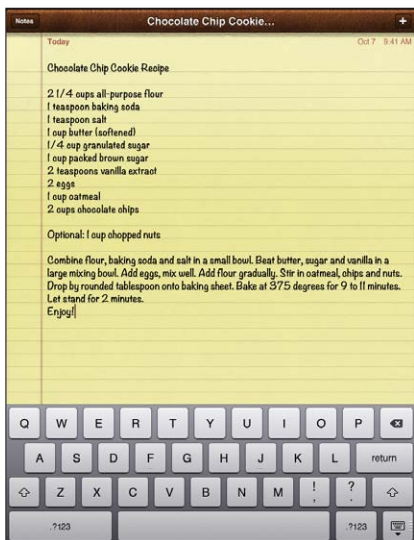 Notes
Chocolate Chip Cookie...
+
Today
Oct 7 9:41 AM
Chocolate Chip Cookie Recipe
2 1/4 cups all-purpose flour
1 teaspoon baking soda
1 teaspoon salt
1 cup butter (softened)
1/4 cup granulated sugar
1 cup packed brown sugar
2 teaspoons vanilla extract
2 eggs
1 cup oatmeal
2 cups chocolate chips
Optional: 1 cup chopped nuts
Combine flour, baking soda and salt in a small bowl. Beat butter, sugar and vanilla in a
large mixing bowl. Add eggs, mix well. Add flour gradually. Stir in oatmeal, chips and nuts.
Drop by rounded tablespoon onto baking sheet. Bake at 375 degrees for 9 to 11 minutes.
Let stand for 2 minutes.
Enjoy!
Q W E R T Y U I O P
A S D F G H J K L return
Z X C V B N M ! , ? .
.?123 .?123